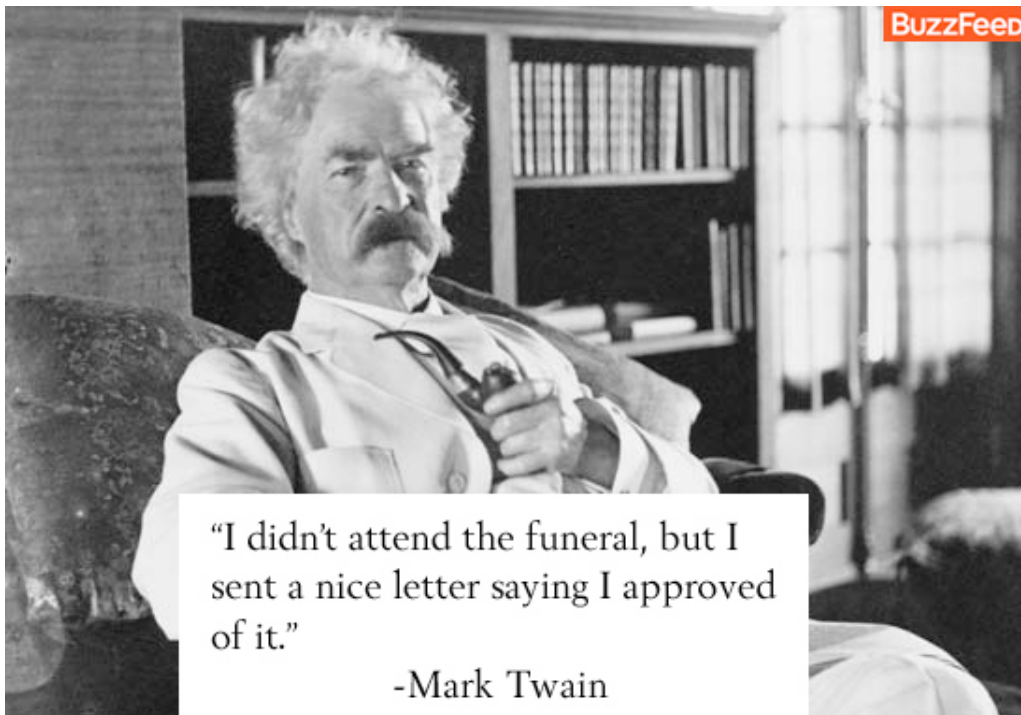 BuzzFeed
“I didn’t attend the funeral, but I
sent a nice letter saying I approved
of it.”
-Mark Twain